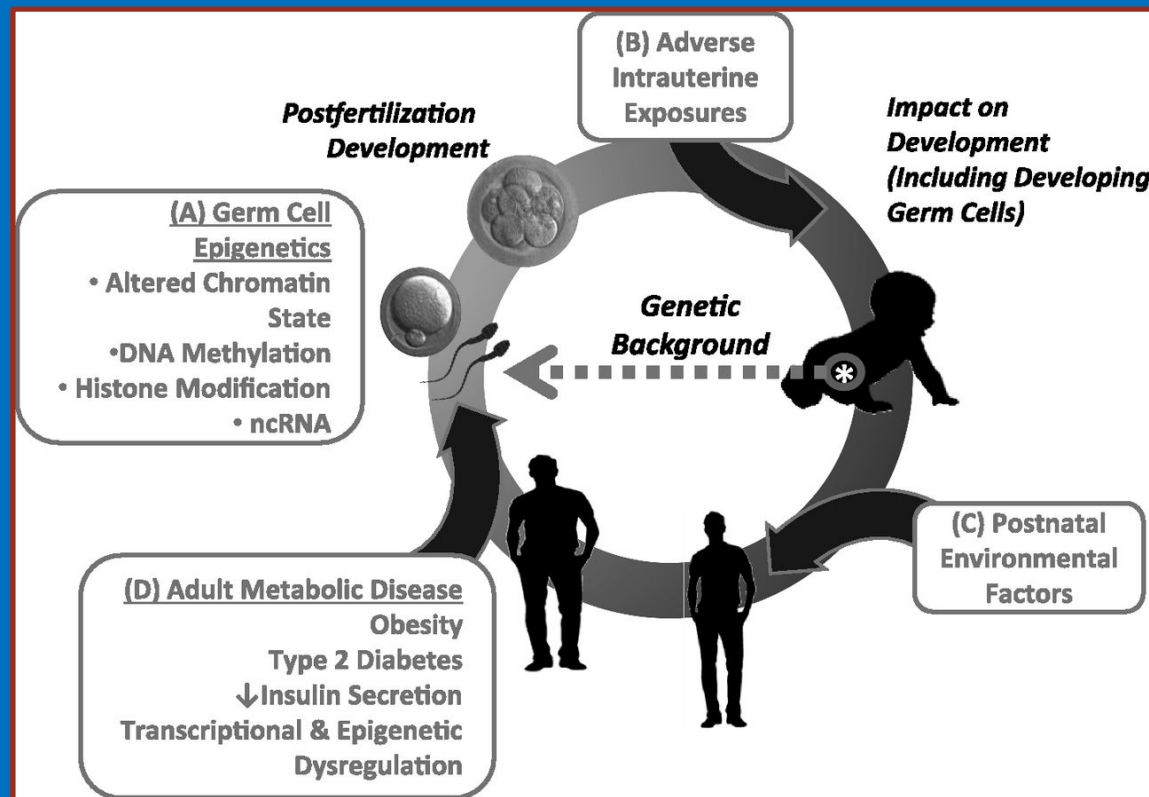 (B) Adverse
Intrauterine
Exposures
Postfertilization
Development
Impact on
Development
(Including Developing
Germ Cells)
(A) Germ Cell
Epigenetics
• Altered Chromatin
State
•DNA Methylation
• Histone Modification
• ncRNA
Genetic
Background
*
(C) Postnatal
Environmental
Factors
(D) Adult Metabolic Disease
Obesity
Type 2 Diabetes
↓Insulin Secretion
Transcriptional & Epigenetic
Dysregulation